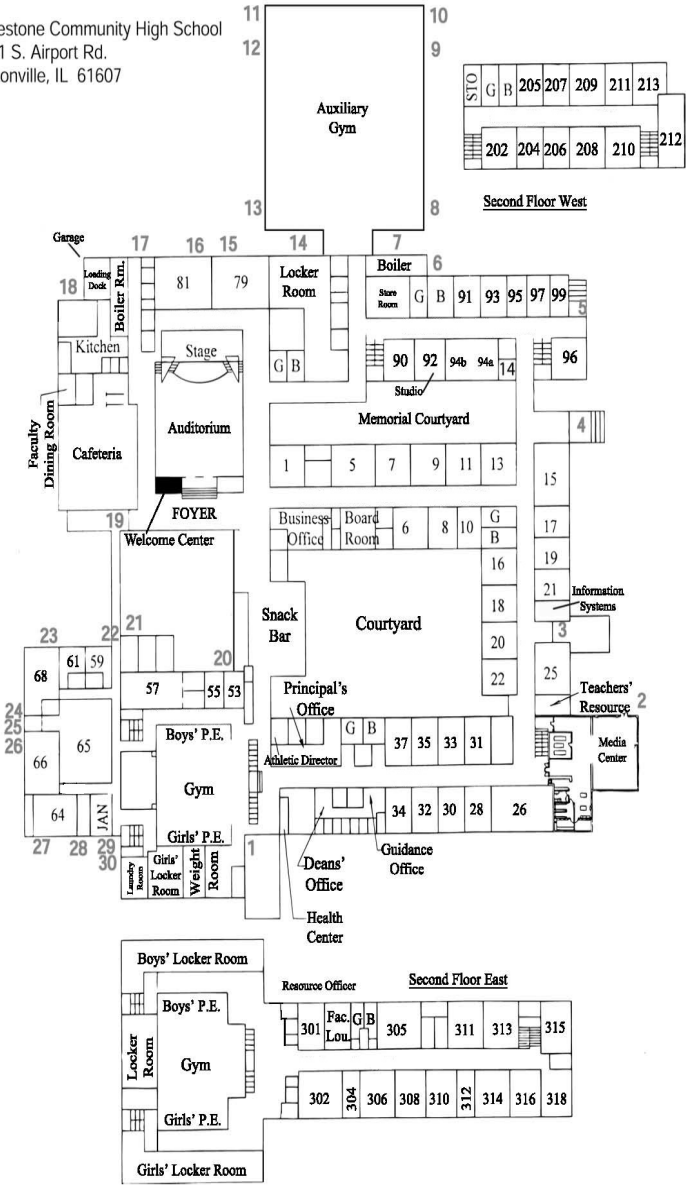 estone Community High School
1 S. Airport Rd.
onville, IL 61607
11
10
12
9
Auxiliary
Gym
13
8
STO
G
B
205
207
209
211
213
212
202
204
206
208
210
Second Floor West
Garage
17
16
15
14
7
6
18
Loading
Dock
Boiler Rm.
81
79
Locker
Room
Boiler
Store
Room
G
B
91
93
95
97
99
5
Kitchen
Stage
G
B
90
92
94b
94a
14
96
Studio
Faculty
Dining Room
Cafeteria
Auditorium
Memorial Courtyard
4
1
5
7
9
11
13
15
19
FOYER
Welcome Center
Business
Office
Board
Room
6
8
10
G
B
17
19
21
Information
Systems
16
18
20
22
3
25
Snack
Bar
Courtyard
23
22
21
20
68
61
59
57
55
53
24
25
26
65
66
64
JAN
27
28
29
30
Principal's
Office
Teachers'
Resource
2
Media
Center
Athletic Director
G
B
37
35
33
31
Boys' P.E.
Gym
Girls' P.E.
34
32
30
28
26
1
Deans'
Office
Guidance
Office
Laundry
Room
Girls'
Locker
Room
Weight
Room
Health
Center
Boys' Locker Room
Boys' P.E.
Locker
Room
Gym
Girls' P.E.
Girls' Locker Room
Resource Officer
Second Floor East
301
Fac.
Lou.
G
B
305
311
313
315
302
304
306
308
310
312
314
316
318